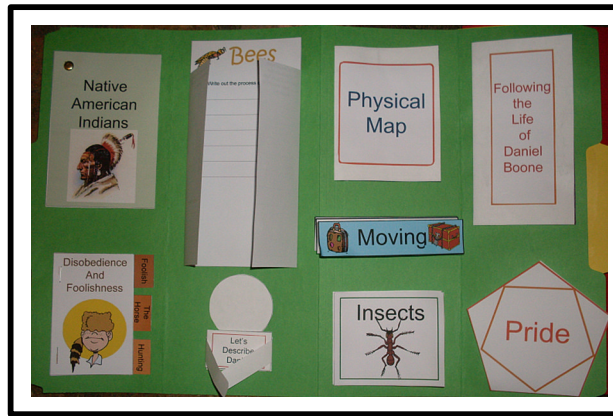 Native
American
Indians
Bees
Write out the process
Physical
Map
Following
the
Life
of
Daniel
Boone
Moving
Disobedience
And
Foolishness
Foolish
The
Horse
Hunting
Let's
Describe
Insects
Pride